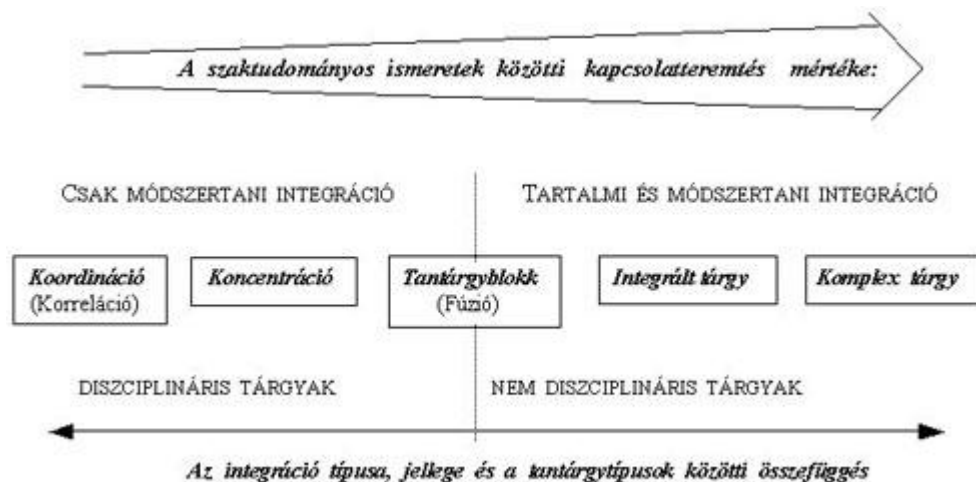 A szaktudományos ismeretek közötti kapcsolatteremtés mértéke:
CSAK MÓDSZERTANI INTEGRÁCIÓ
TARTALMI ÉS MÓDSZERTANI INTEGRÁCIÓ
Koordináció
(Korreláció)
Koncentráció
Tantárgyblokk
(Fúzió)
Integrált tárgy
Komplex tárgy
DISZCIPLINÁRIS TÁRGYAK
NEM DISZCIPLINÁRIS TÁRGYAK
Az integráció típusa, jellege és a tantárgytípusok közötti összefüggés